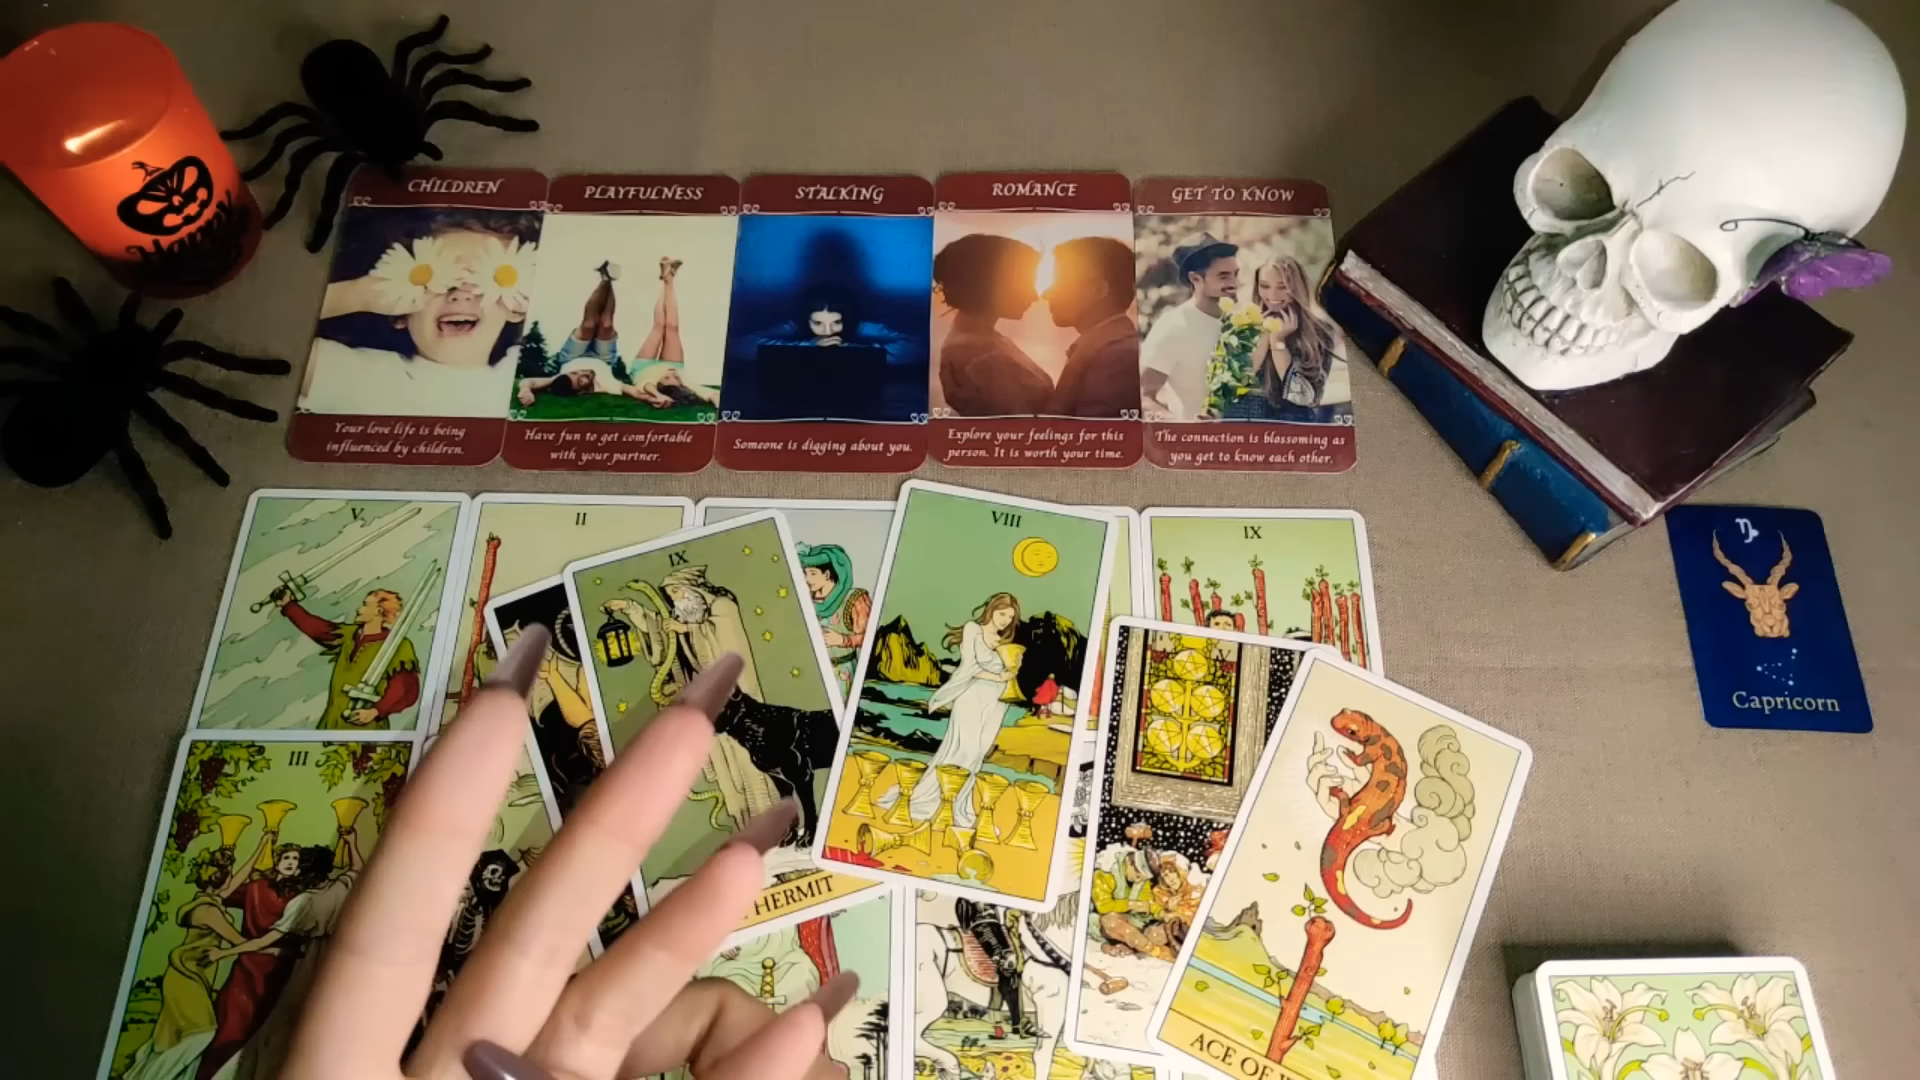 CHILDREN
PLAYFULNESS
STALKING
ROMANCE
GET TO KNOW
Your love life is being
influenced by children.
Have fun to get comfortable
with your partner.
Someone is digging about you.
Explore your feelings for this
person. It is worth your time.
The connection is blossoming as
you get to know each other.
Happy
V
II
IX
VIII
IX
III
HERMIT
ACE OF
Capricorn